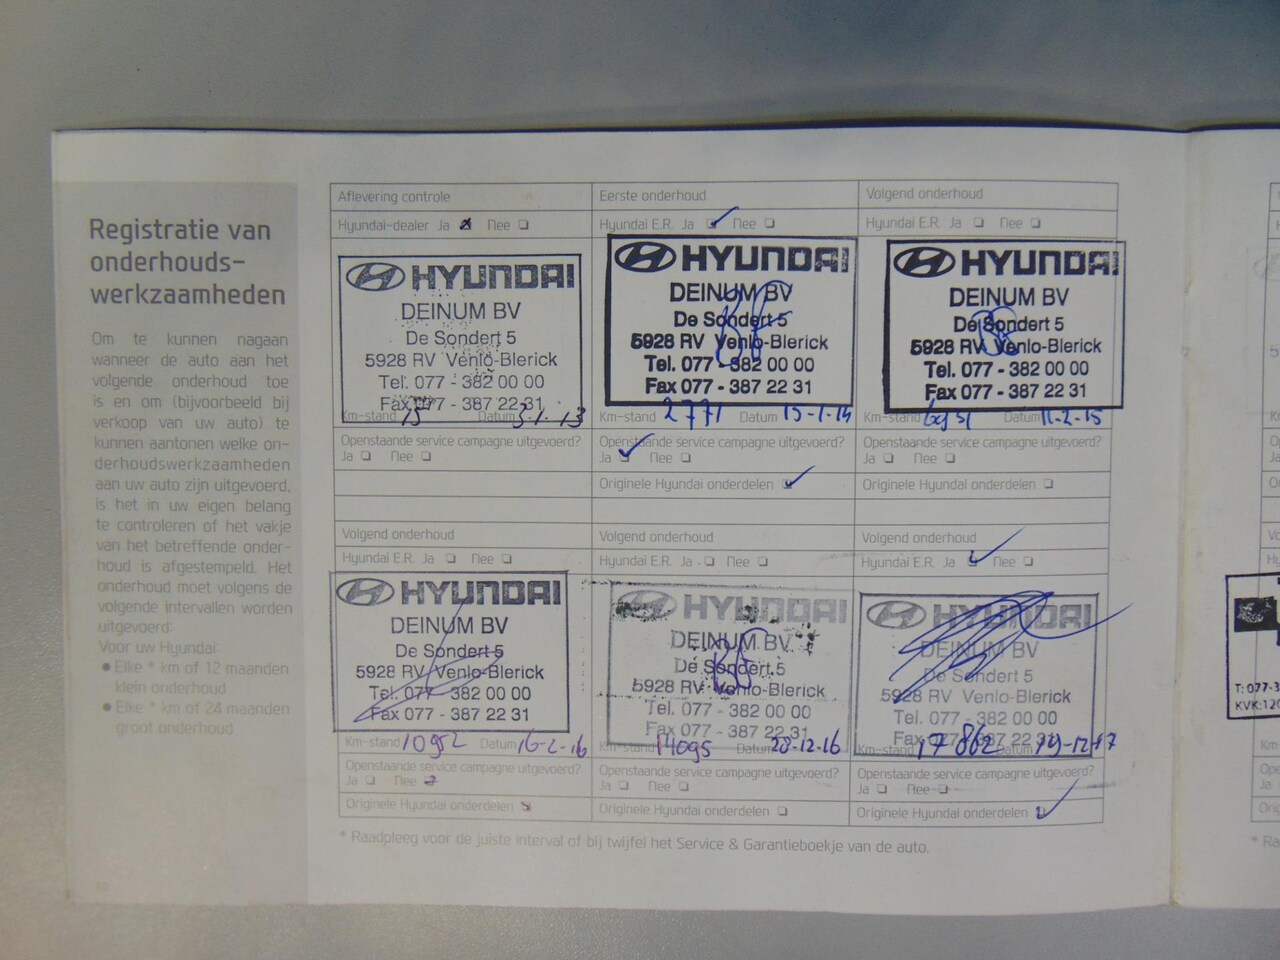 Registratie van
onderhouds-
werkzaamheden
Om te kunnen nagaan
wanneer de auto aan het
volgende onderhoud toe
is en om (bijvoorbeeld bij
verkoop van uw auto) te
kunnen aantonen welke on-
derhoudswerkzaamheden
aan uw auto zijn uitgevoerd,
is het in uw eigen belang
te controleren of het vakje
van het betreffende onder-
houd is afgestempeld. Het
onderhoud moet volgens de
volgende intervallen worden
uitgevoerd:
Voor uw Hyundai:
● Elke * km of 12 maanden
klein onderhoud
● Elke * km of 24 maanden
groot onderhoud
Aflevering controle
Hyundai-dealer Ja Nee
HYUNDAI
DEINUM BV
De Sondert 5
5928 RV Venlo-Blerick
Tel. 077 - 382 00 00
Fax 077 - 387 22 31
Km-stand 15 Datum 3-1-13
Openstaande service campagne uitgevoerd?
Ja Nee
Eerste onderhoud
Hyundai E.R. Ja Nee
HYUNDAI
DEINUM BV
De Sondert 5
5928 RV Venlo-Blerick
Tel. 077 - 382 00 00
Fax 077 - 387 22 31
Km-stand 2771 Datum 15-1-14
Openstaande service campagne uitgevoerd?
Ja Nee
Originele Hyundai onderdelen
Volgend onderhoud
Hyundai E.R. Ja Nee
HYUNDAI
DEINUM BV
De Sondert 5
5928 RV Venlo-Blerick
Tel. 077 - 382 00 00
Fax 077 - 387 22 31
Km-stand Datum 11-2-15
Openstaande service campagne uitgevoerd?
Ja Nee
Originele Hyundai onderdelen
Volgend onderhoud
Hyundai E.R. Ja Nee
HYUNDAI
DEINUM BV
De Sondert 5
5928 RV Venlo-Blerick
Tel. 077 - 382 00 00
Fax 077 - 387 22 31
Km-stand 10952 Datum 16-2-16
Openstaande service campagne uitgevoerd?
Ja Nee
Originele Hyundai onderdelen
Volgend onderhoud
Hyundai E.R. Ja Nee
HYUNDAI
DEINUM BV
De Sondert 5
5928 RV Venlo-Blerick
Tel. 077 - 382 00 00
Fax 077 - 387 22 31
Km-stand 14095 Datum 20-12-16
Openstaande service campagne uitgevoerd?
Ja Nee
Originele Hyundai onderdelen
Volgend onderhoud
Hyundai E.R. Ja Nee
HYUNDAI
DEINUM BV
De Sondert 5
5928 RV Venlo-Blerick
Tel. 077 - 382 00 00
Fax 077 - 387 22 31
Km-stand 17862 Datum 19-12-17
Openstaande service campagne uitgevoerd?
Ja Nee
Originele Hyundai onderdelen
* Raadpleeg voor de juiste interval of bij twijfel het Service & Garantieboekje van de auto.
T: 077-3
KVK:120